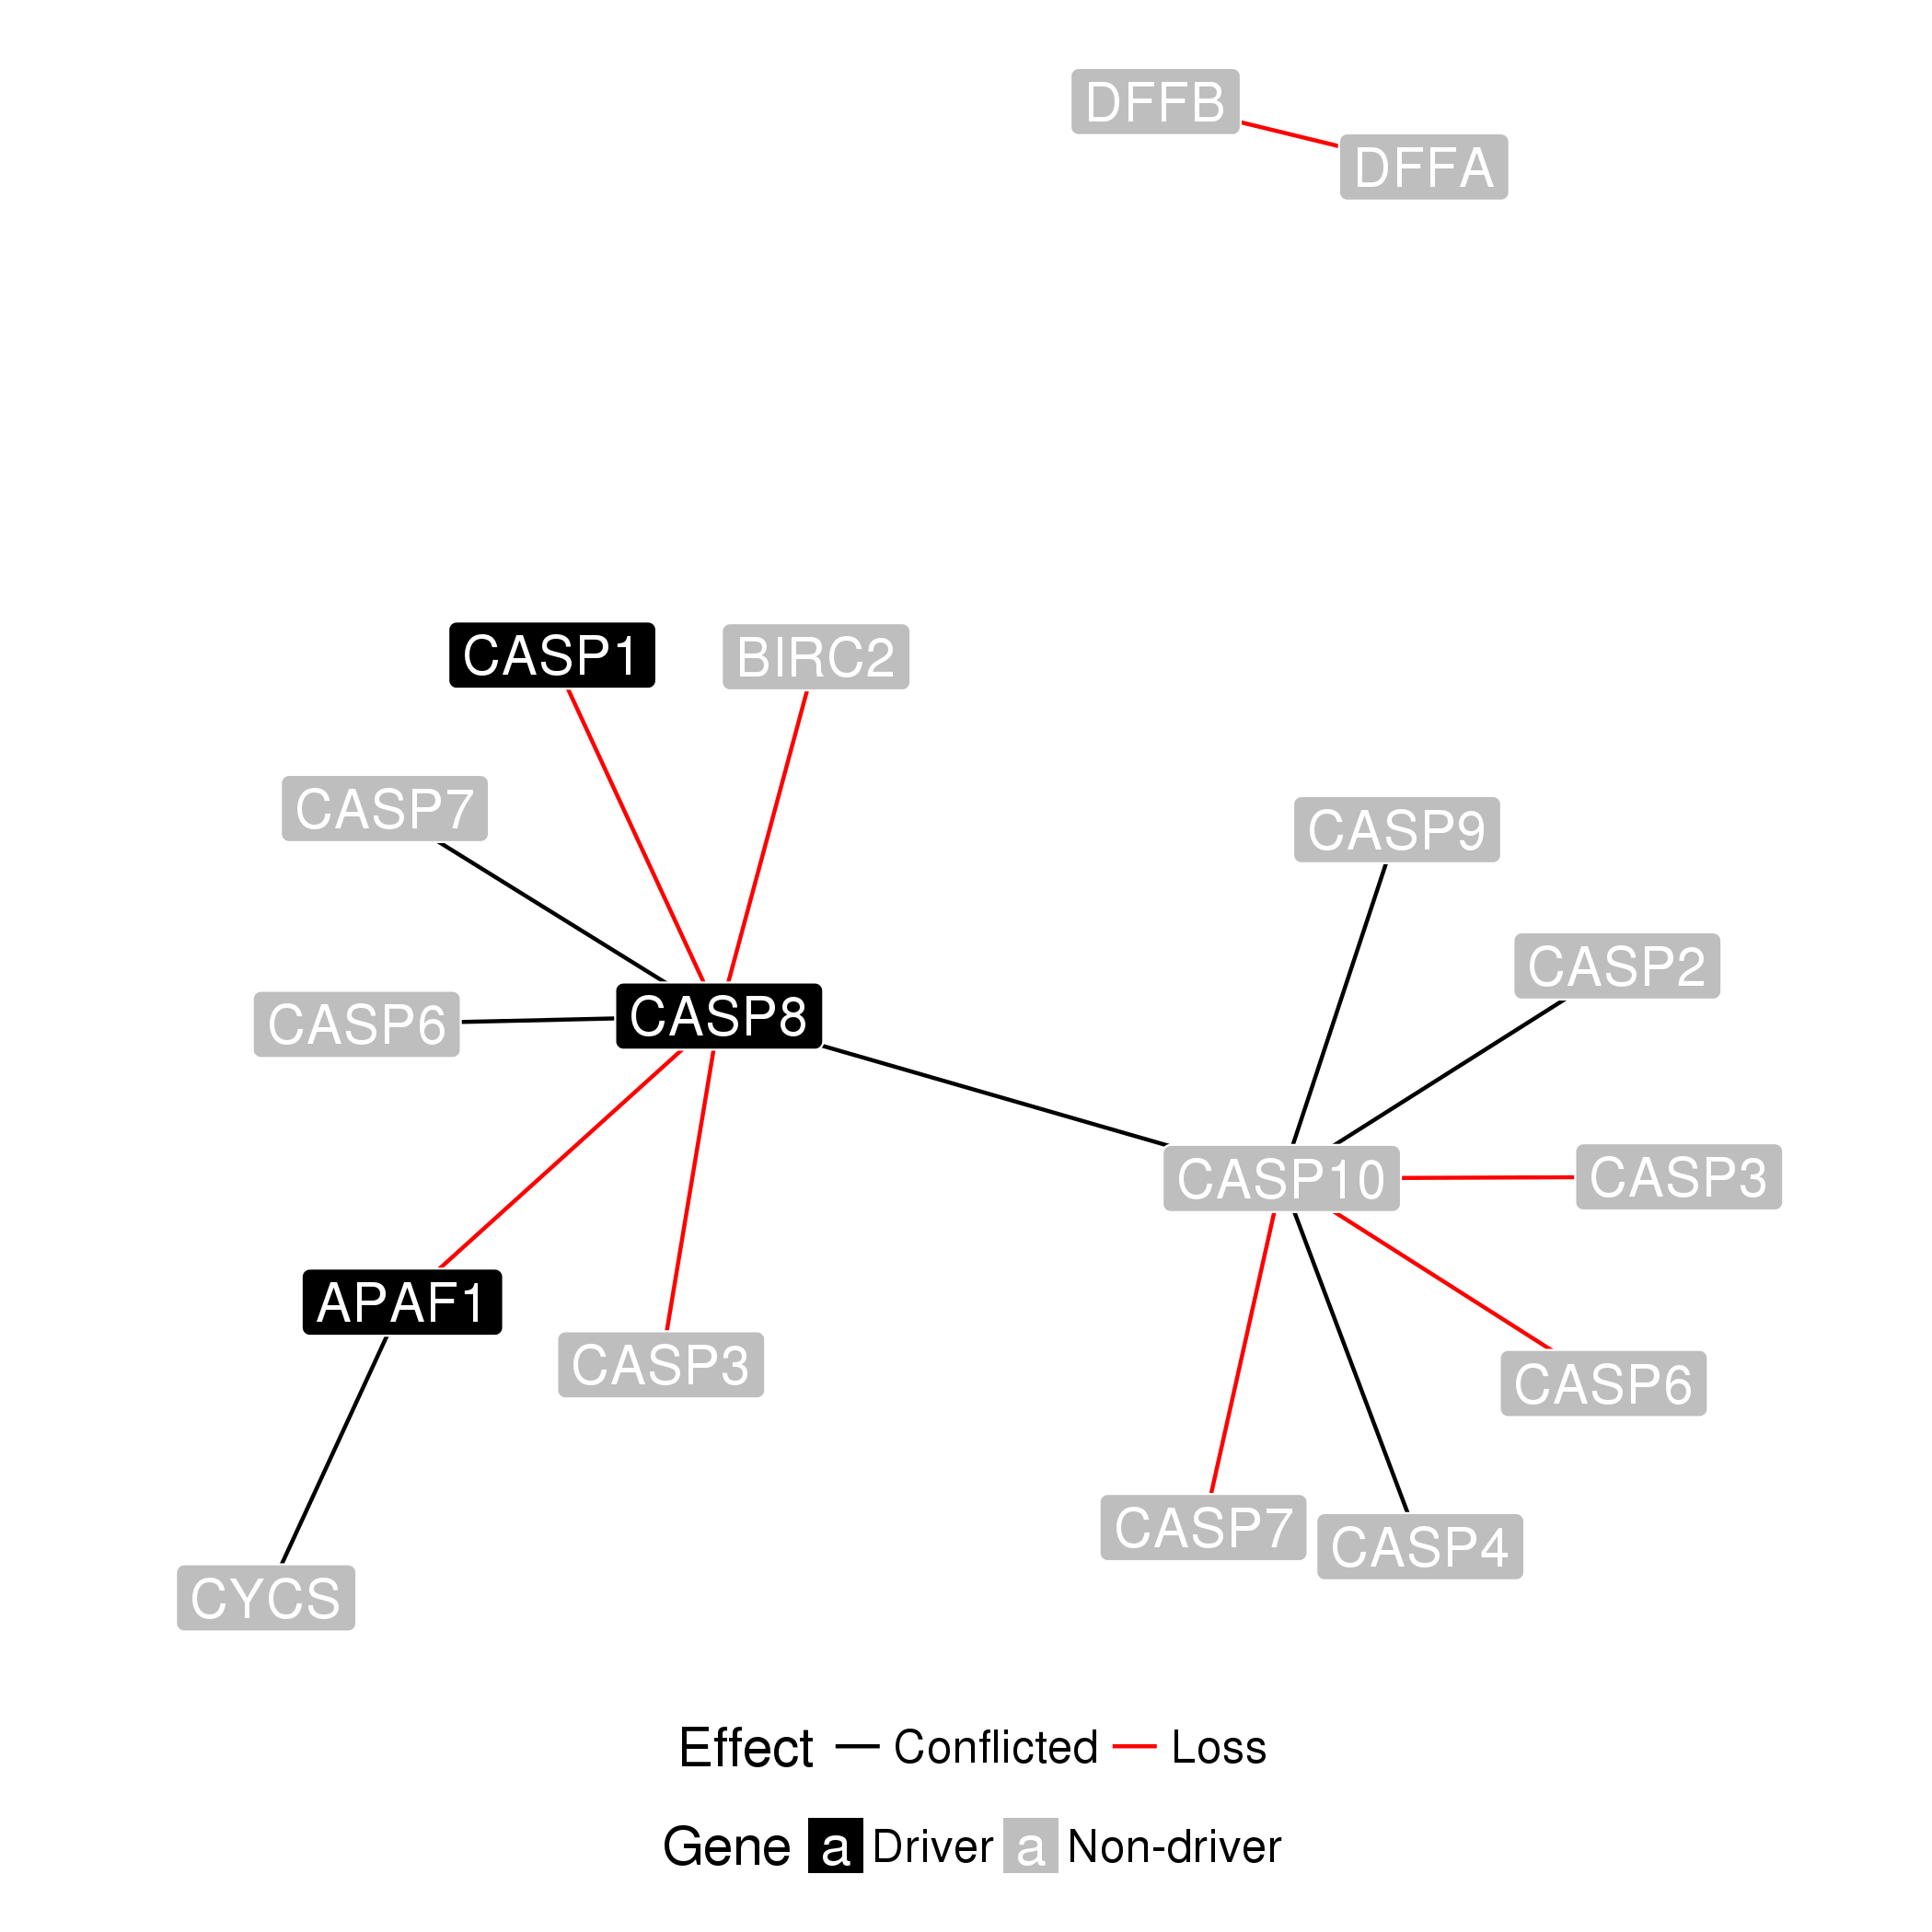 DFFB
DFFA
CASP1
BIRC2
CASP7
CASP9
CASP2
CASP8
CASP6
CASP10
CASP3
APAF1
CASP3
CASP6
CASP7
CASP4
CYCS
Effect Conflicted Loss
Gene a Driver a Non-driver